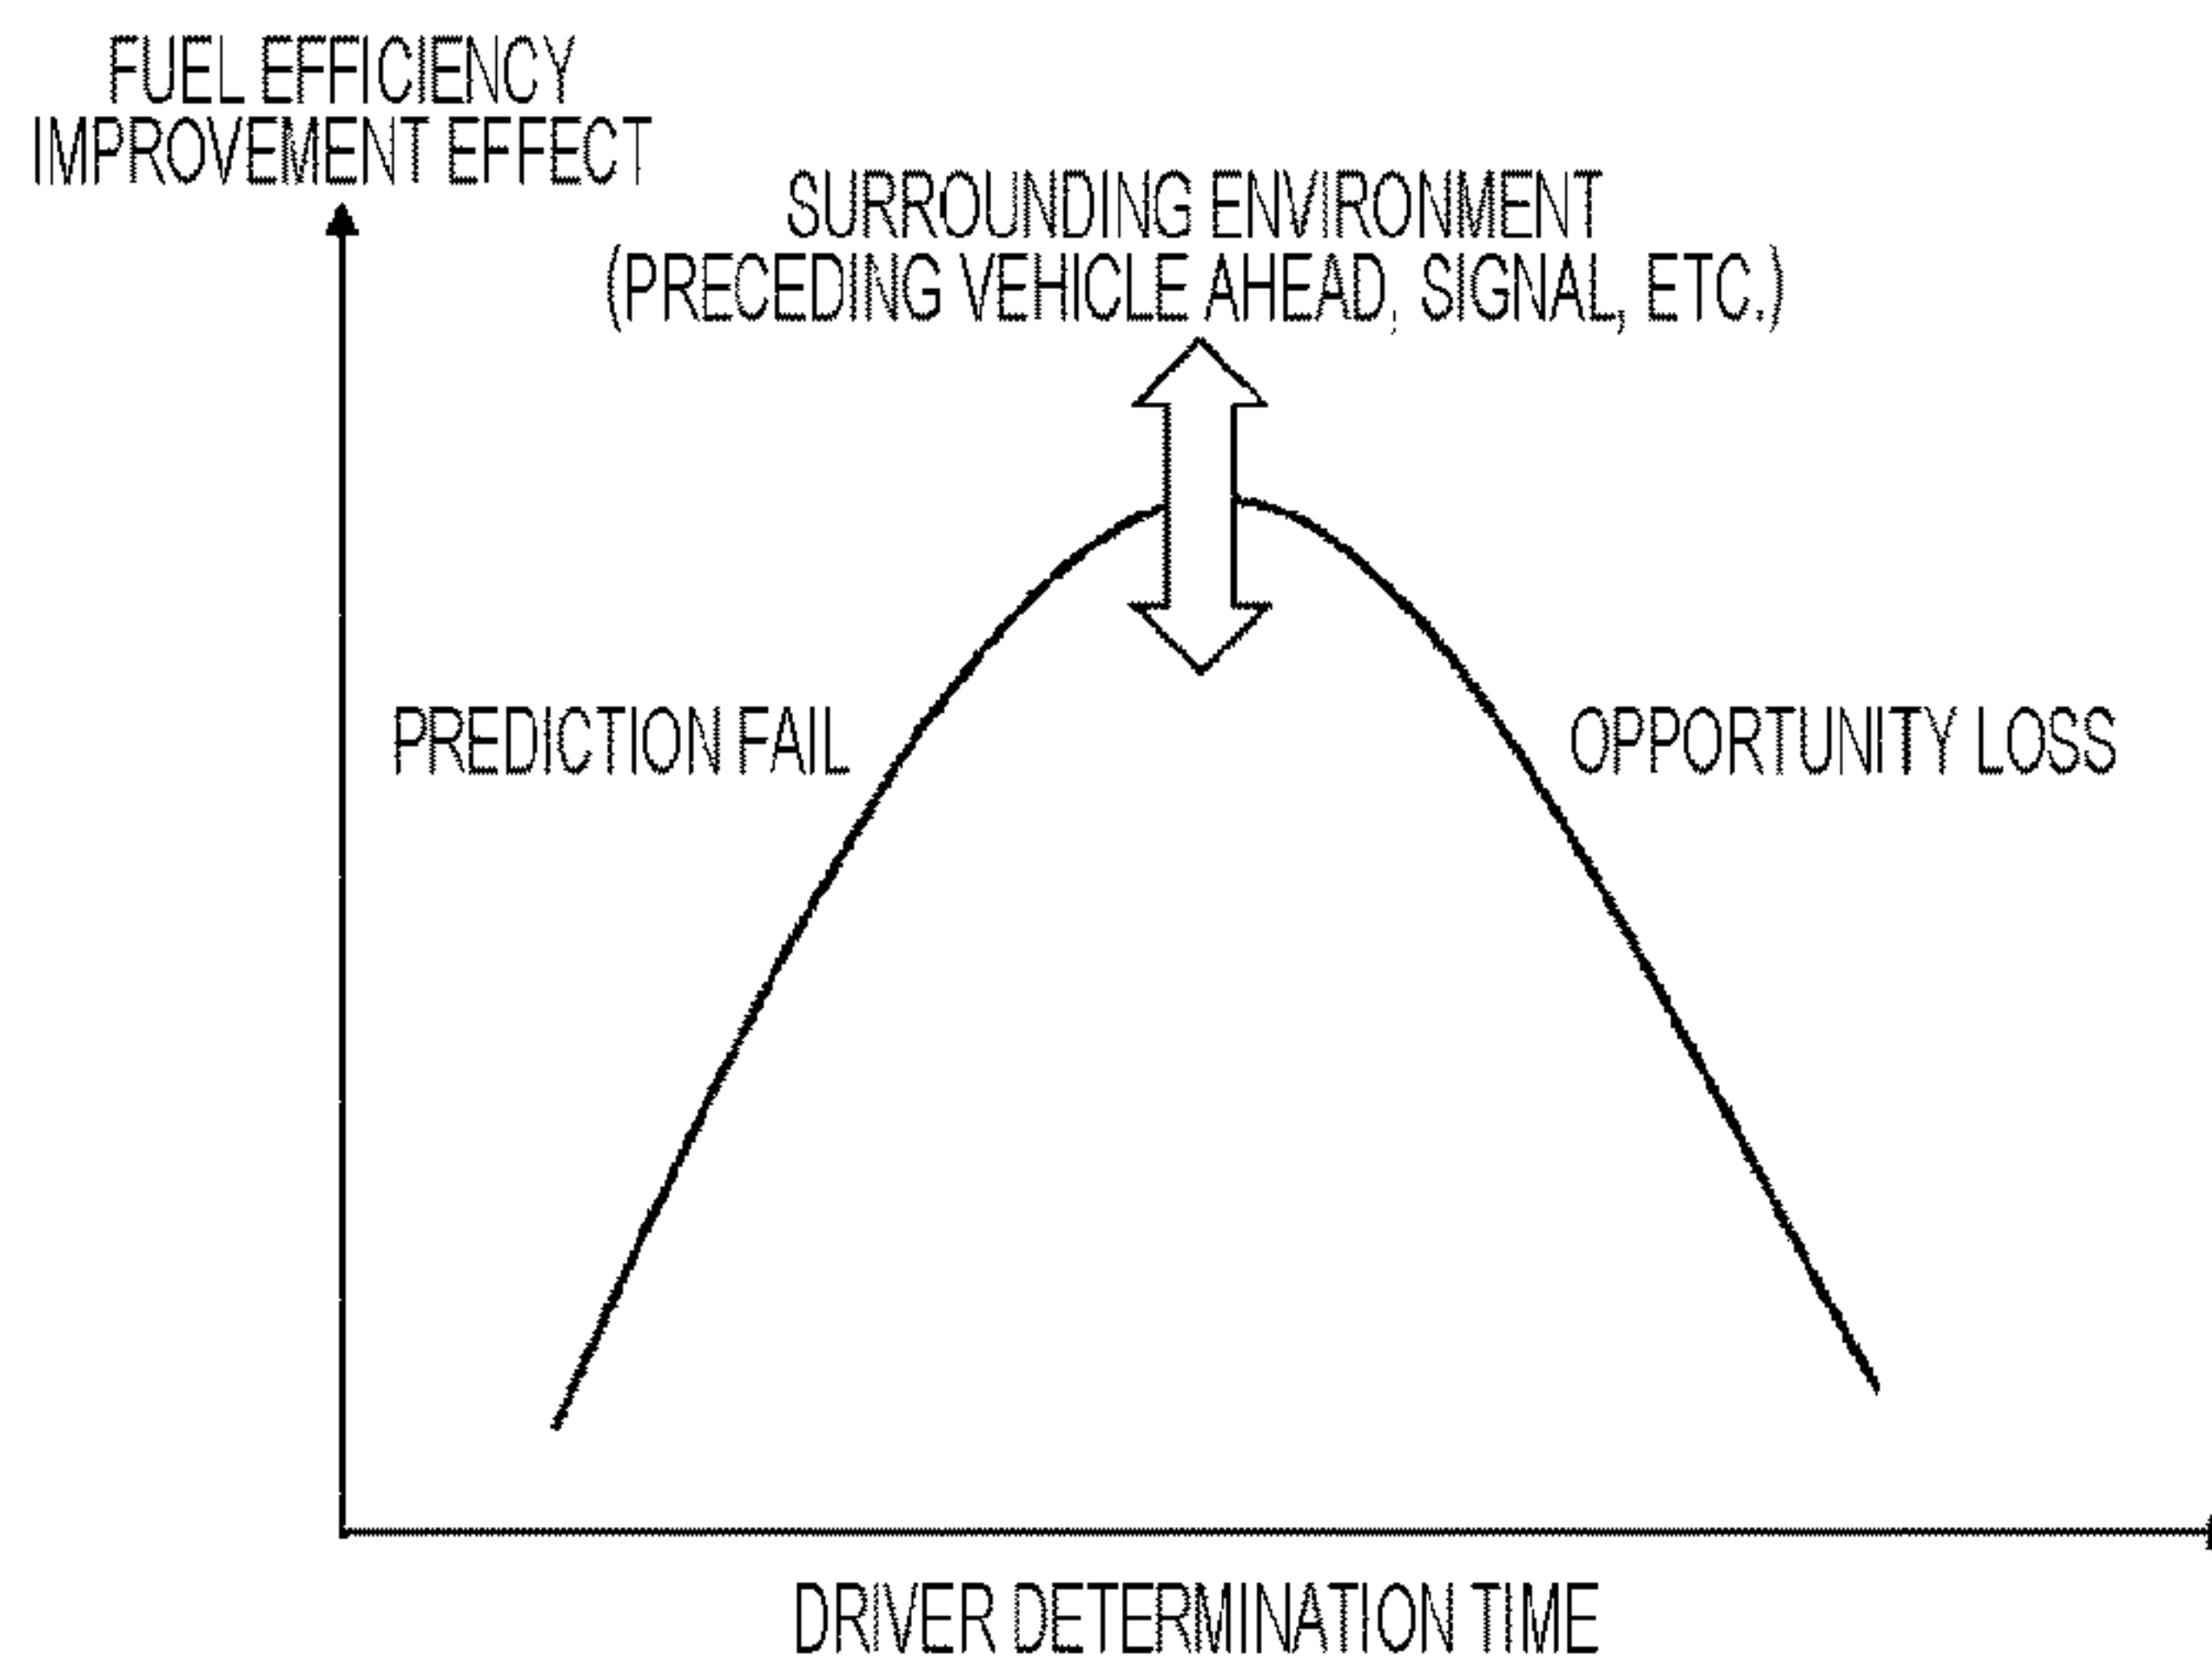 FUEL EFFICIENCY
IMPROVEMENT EFFECT
SURROUNDING ENVIRONMENT
(PRECEDING VEHICLE AHEAD, SIGNAL, ETC.)
PREDICTION FAIL
OPPORTUNITY LOSS
DRIVER DETERMINATION TIME